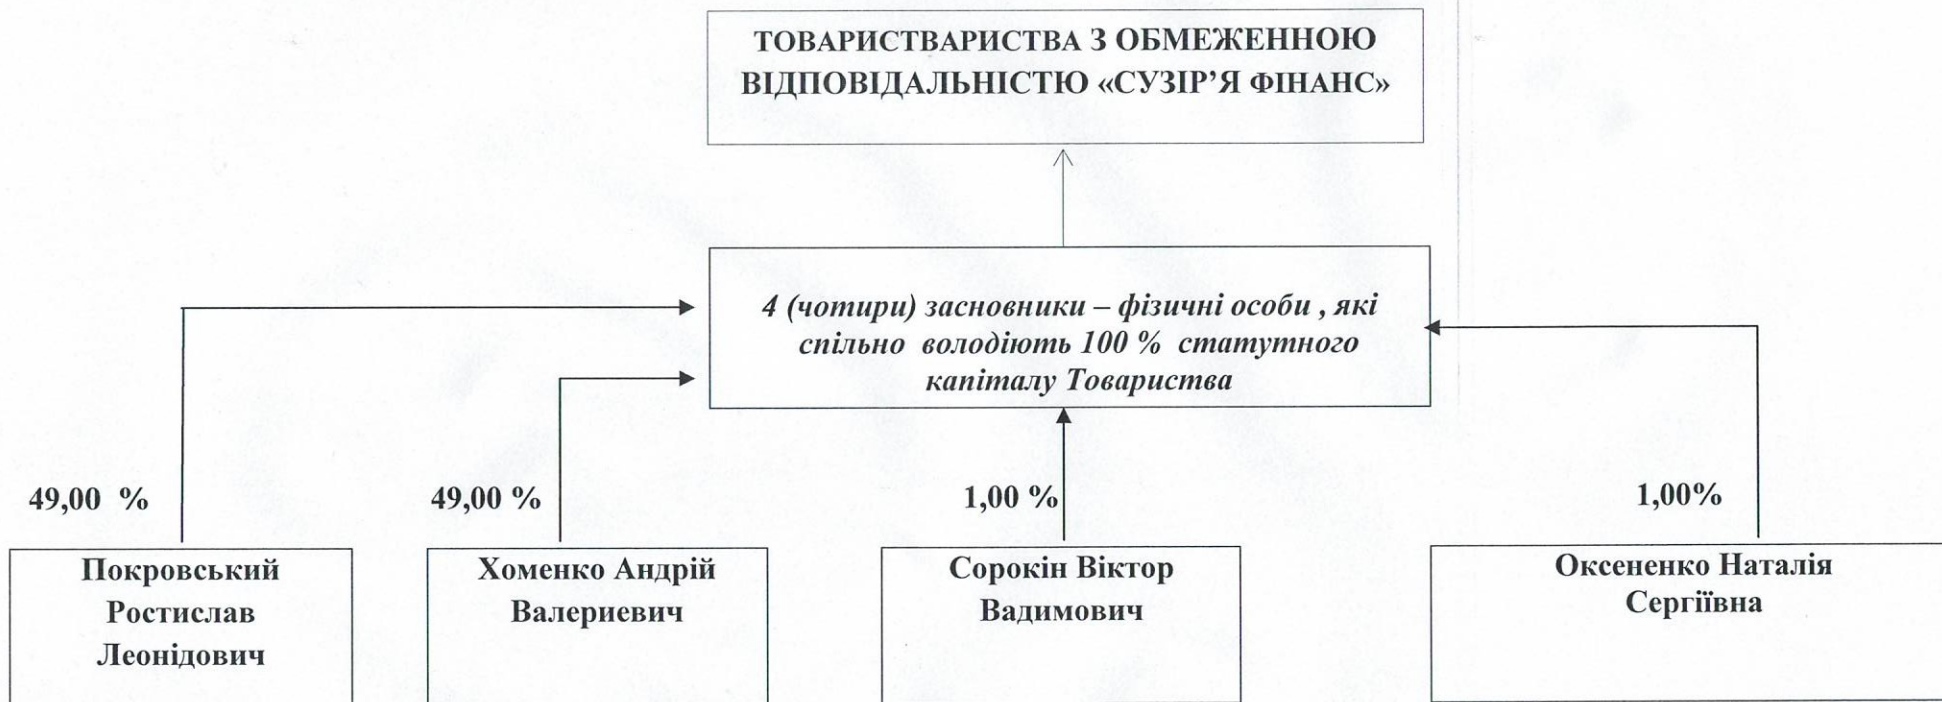 ТОВАРИСТВАРИСТВА З ОБМЕЖЕННОЮ
ВІДПОВІДАЛЬНІСТЮ «СУЗІР’Я ФІНАНС»
4 (чотири) засновники – фізичні особи , які
спільно володіють 100 % статутного
капіталу Товариства
49,00 %
49,00 %
1,00 %
1,00%
Покровський
Ростислав
Леонідович
Хоменко Андрій
Валериевич
Сорокін Віктор
Вадимович
Оксененко Наталія
Сергіївна